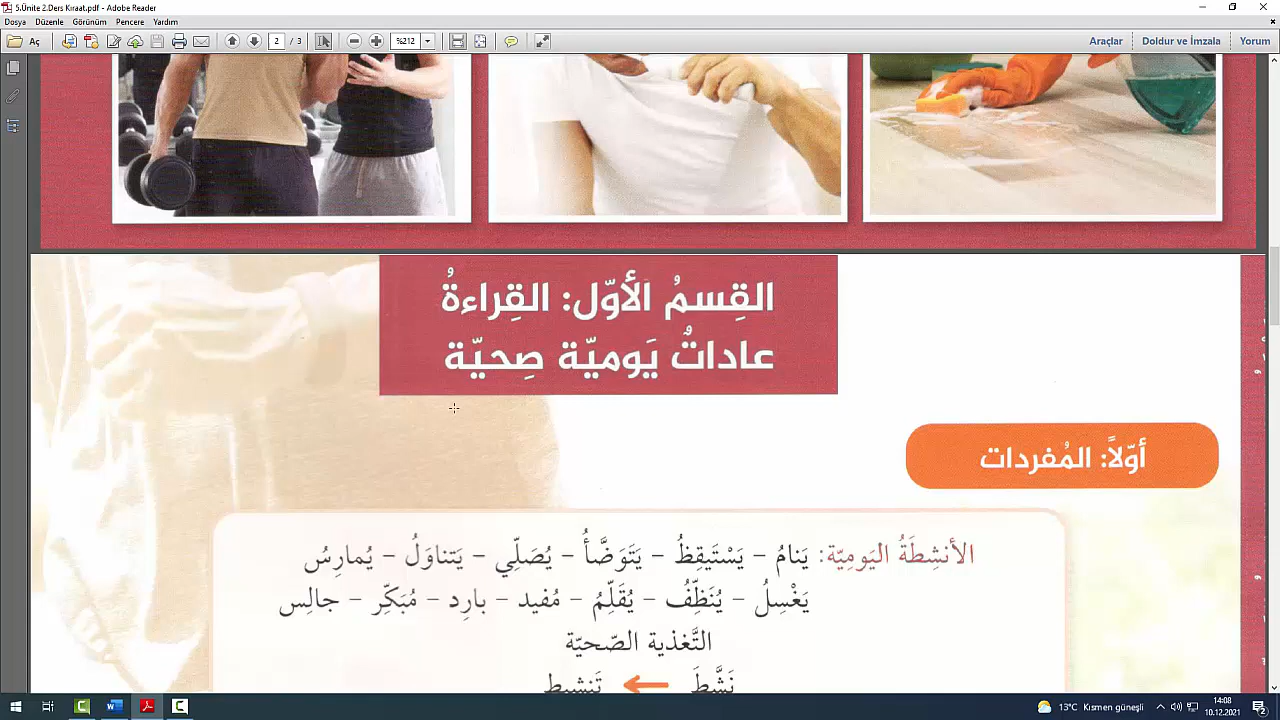 5.Ünite 2.Ders Kıraat.pdf - Adobe Reader
Dosya Düzenle Görünüm Pencere Yardım
Aç 2 / 3 %212 Araçlar Doldur ve İmzala Yorum
القِسمُ الأوّل: القِراءةُ
عاداتٌ يَوميّة صِحيّة
أوّلاً: المُفردات
الأنشِطَةُ اليَومِيّة: يَنامُ – يَسْتَيقِظُ – يَتَوَضَّأُ – يُصَلِّي – يَتناوَلُ – يُمارِسُ
يَغْسِلُ – يُنَظِّفُ – يُقَلِّمُ – مُفيد – بارِد – مُبَكِّر – جالِس
التَّغذية الصّحيّة
نَشَّطَ ← تَنشيط
13°C Kısmen güneşli 14:08
10.12.2021